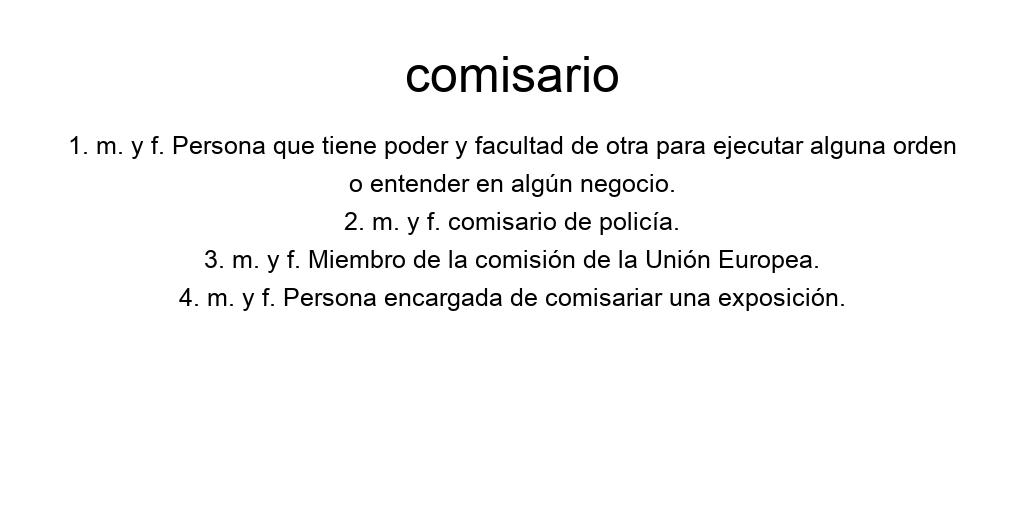 comisario
1. m. y f. Persona que tiene poder y facultad de otra para ejecutar alguna orden
o entender en algún negocio.
2. m. y f. comisario de policía.
3. m. y f. Miembro de la comisión de la Unión Europea.
4. m. y f. Persona encargada de comisariar una exposición.